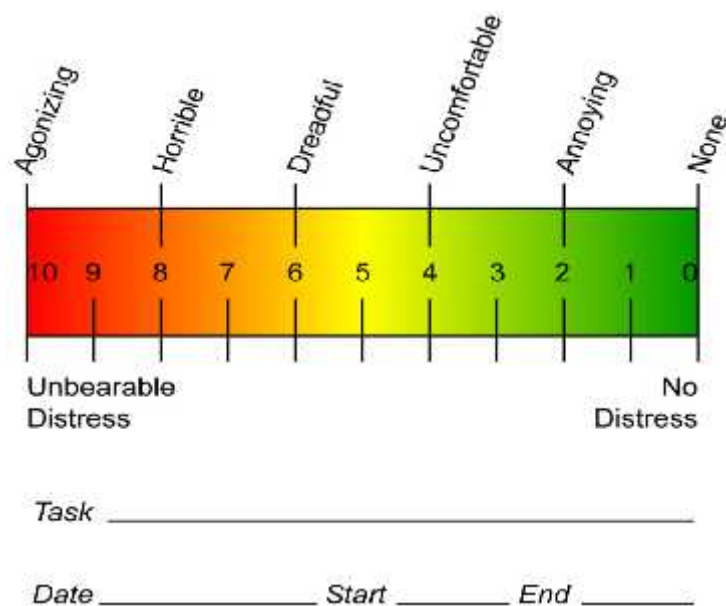 Agonizing
Horrible
Dreadful
Uncomfortable
Annoying
None
10 9 8 7 6 5 4 3 2 1 0
Unbearable No
Distress Distress
Task
Date Start End